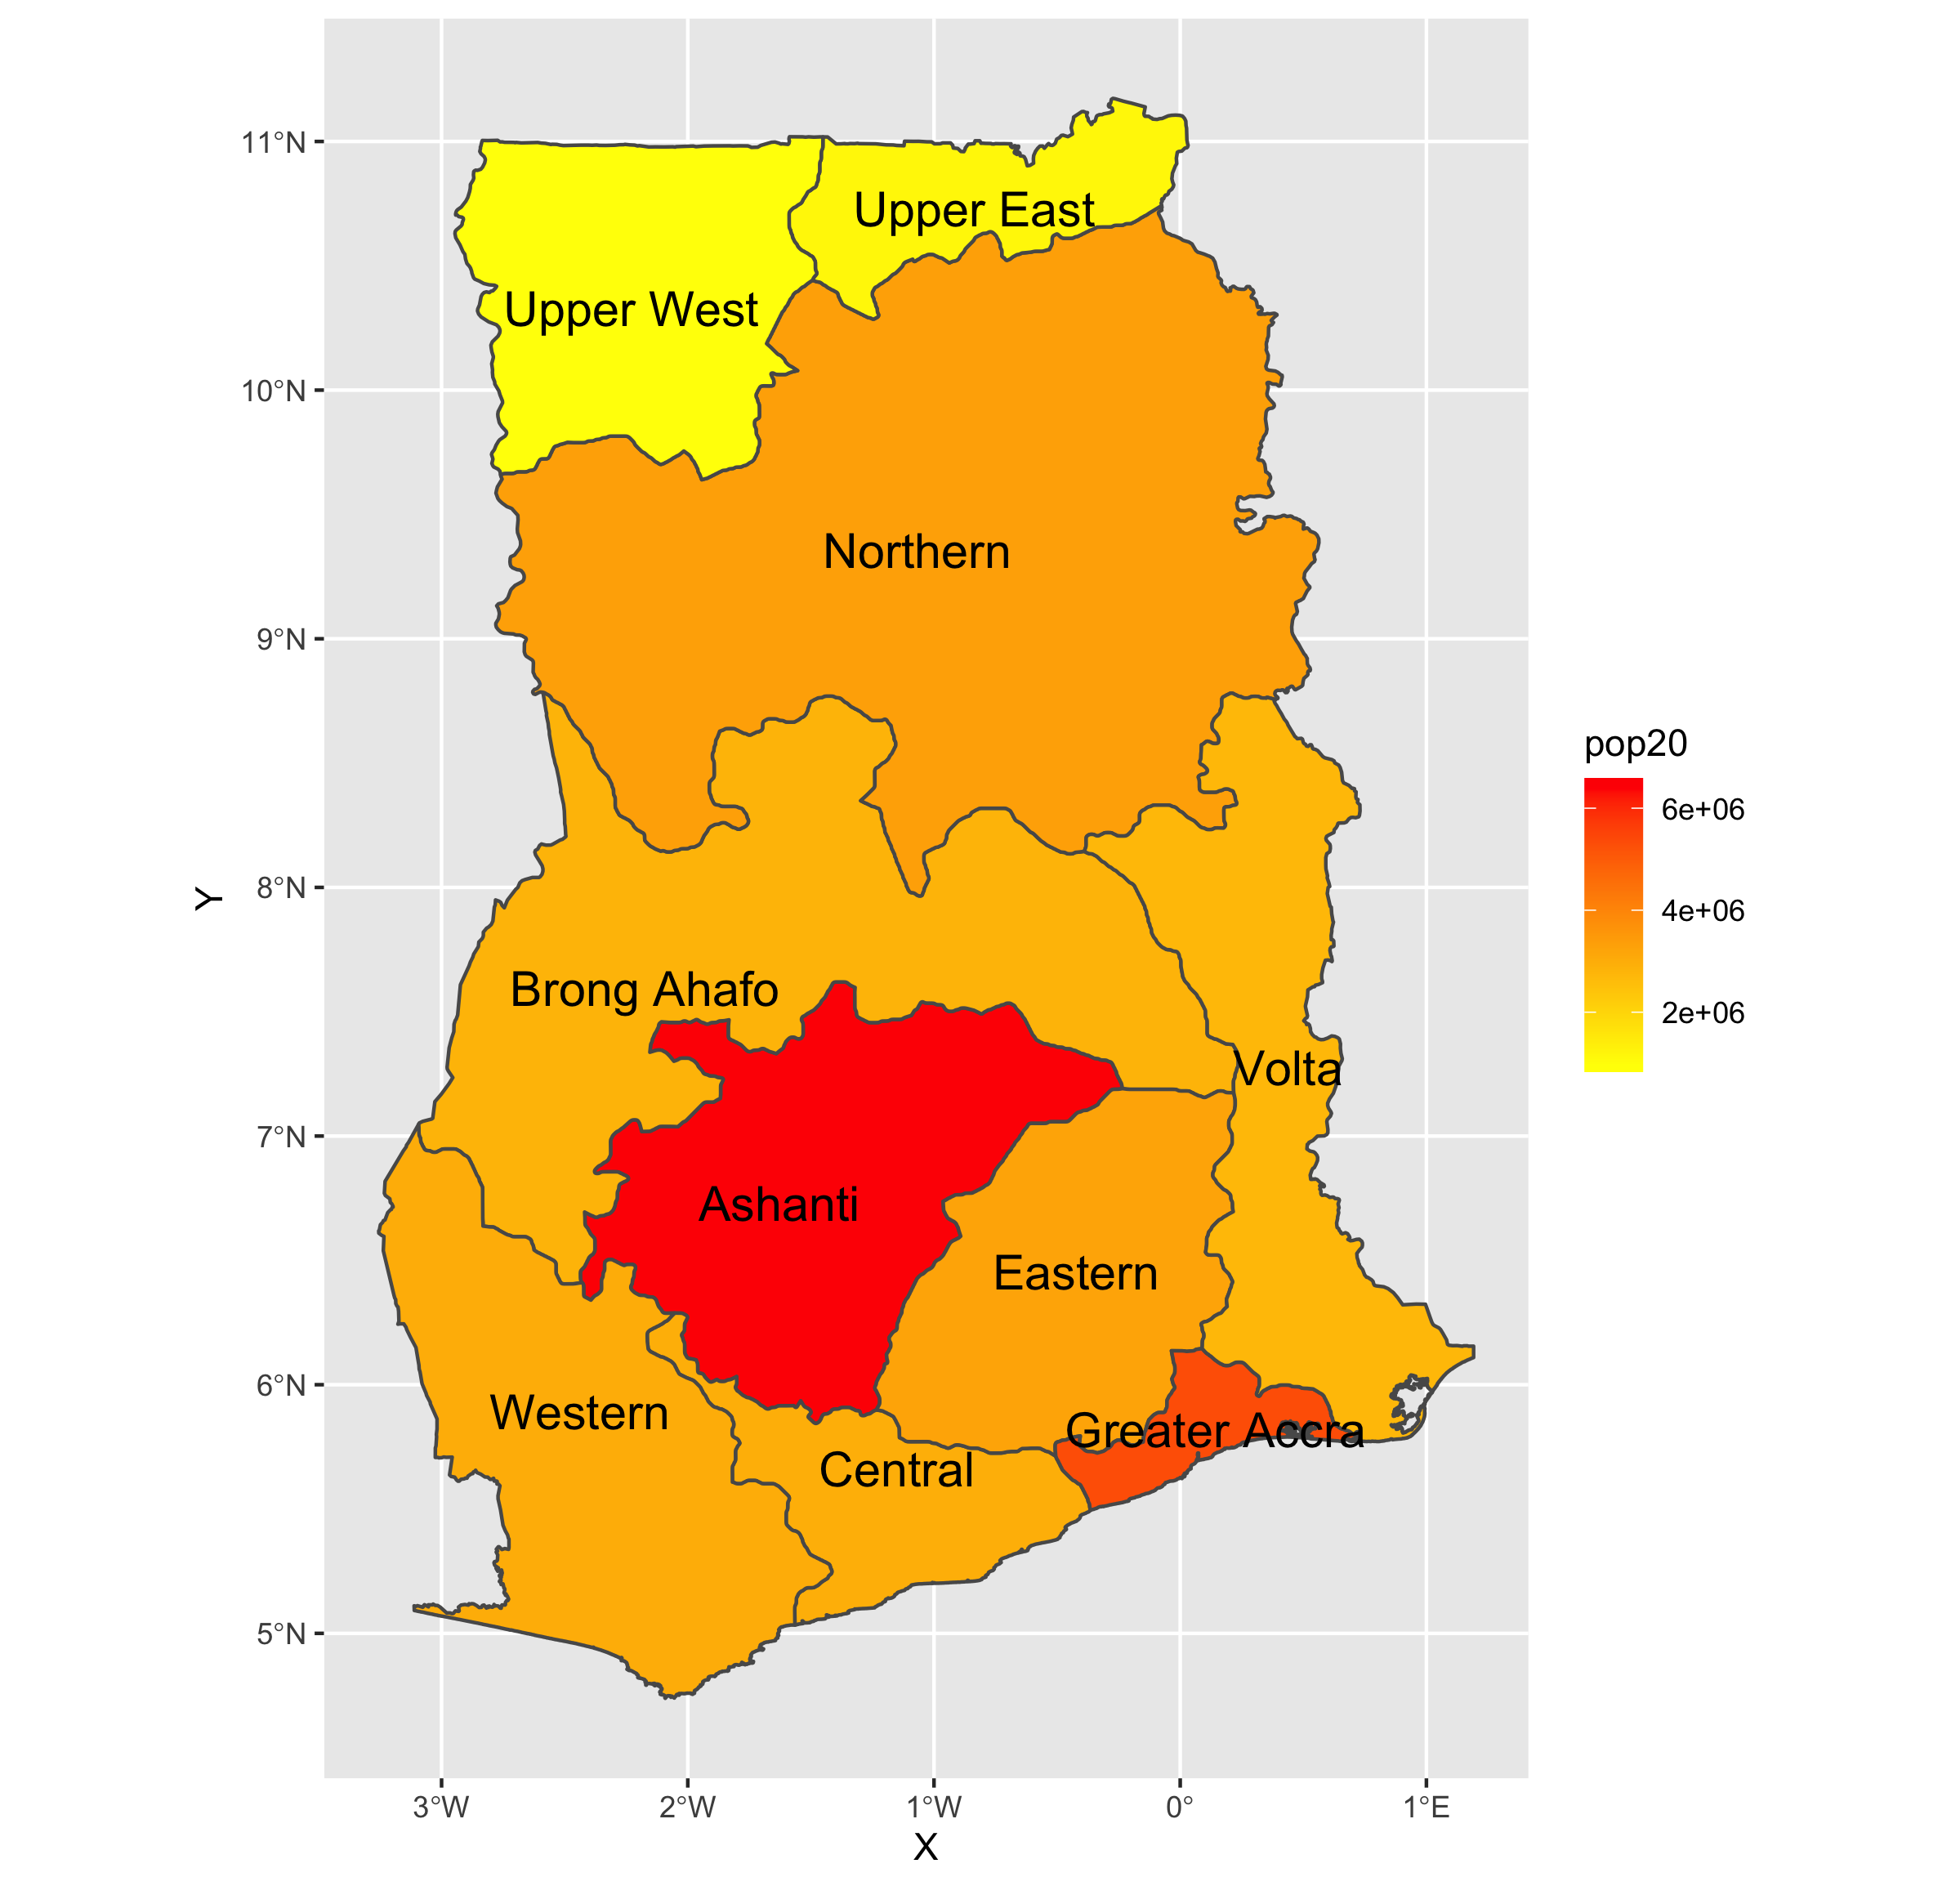 11°N
10°N
9°N
8°N
7°N
6°N
5°N
Y
Upper East
Upper West
Northern
Brong Ahafo
Volta
Ashanti
Eastern
Western
Greater Accra
Central
3°W
2°W
1°W
0°
1°E
X
pop20
6e+06
4e+06
2e+06